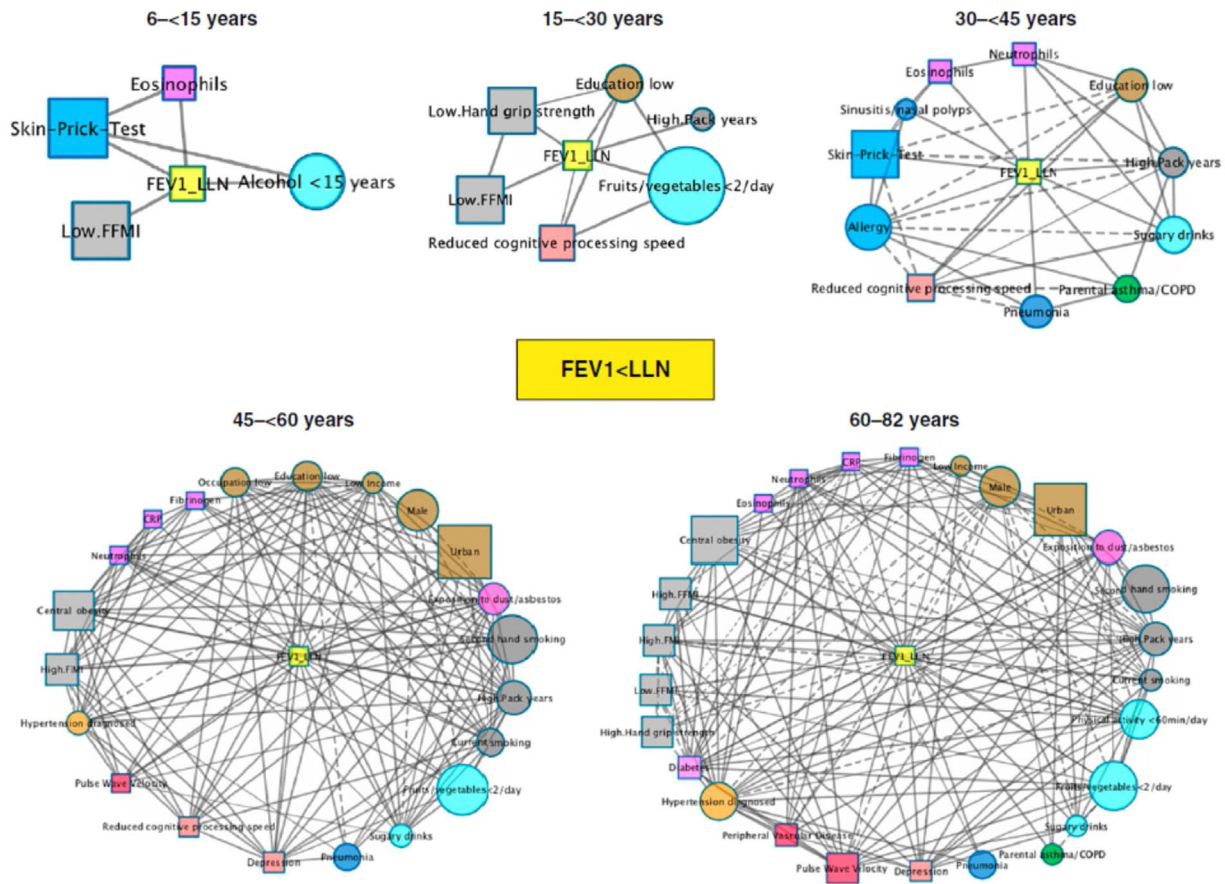 6–<15 years
Eosinophils
Skin-Prick-Test
FEV1_LLN
Alcohol <15 years
Low.FFMI
15–<30 years
Education low
Low.Hand grip strength
High.Pack years
FEV1_LLN
Fruits/vegetables<2/day
Low.FFMI
Reduced cognitive processing speed
30–<45 years
Neutrophils
Eosinophils
Education low
Sinusitis/nasal polyps
Skin-Prick-Test
High.Pack years
FEV1_LLN
Allergy
Sugary drinks
Reduced cognitive processing speed
Parental asthma/COPD
Pneumonia
FEV1<LLN
45–<60 years
Education low
Occupation low
Low Income
Fibrinogen
Male
CRP
Urban
Neutrophils
Exposition to dust/asbestos
Central obesity
Second hand smoking
FEV1_LLN
High.FMI
High.Pack years
Hypertension diagnosed
Current smoking
Pulse Wave Velocity
Fruits/vegetables<2/day
Reduced cognitive processing speed
Sugary drinks
Depression
Pneumonia
60–82 years
Fibrinogen
CRP
Low Income
Neutrophils
Male
Eosinophils
Urban
Central obesity
Exposition to dust/asbestos
High.FFMI
Second hand smoking
High.FMI
High.Pack years
FEV1_LLN
Low.FFMI
Current smoking
High.Hand grip strength
Physical activity <60min/day
Diabetes
Hypertension diagnosed
Fruits/vegetables<2/day
Peripheral Vascular Disease
Sugary drinks
Pulse Wave Velocity
Depression
Pneumonia
Parental asthma/COPD